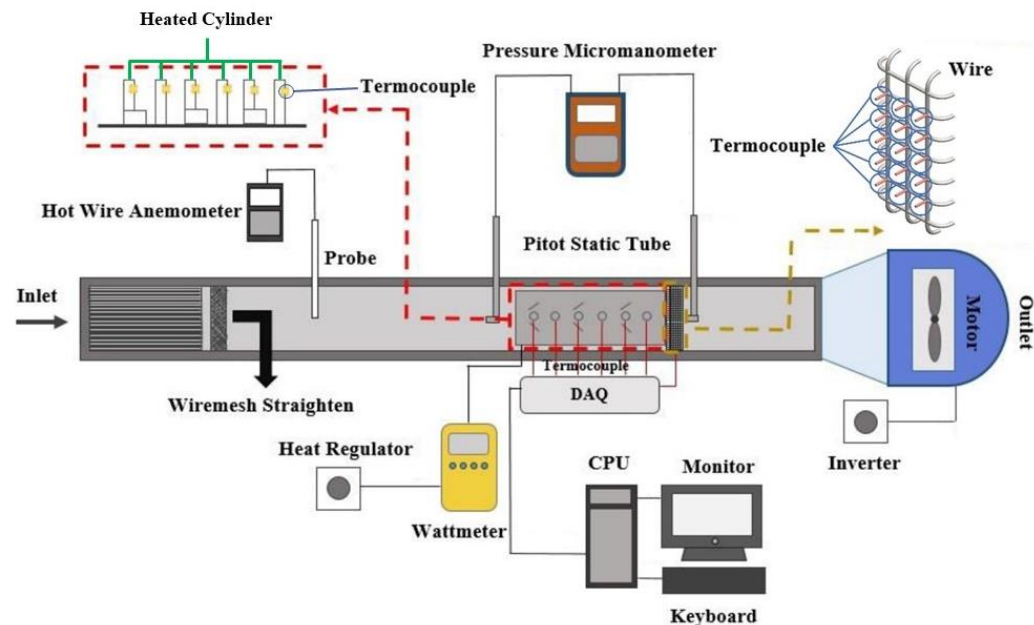 Heated Cylinder
Pressure Micromanometer
Wire
Termocouple
Termocouple
Hot Wire Anemometer
Pitot Static Tube
Probe
Inlet
Motor
Outlet
Termocouple
DAQ
Wiremesh Straighten
Heat Regulator
CPU
Monitor
Inverter
Wattmeter
Keyboard